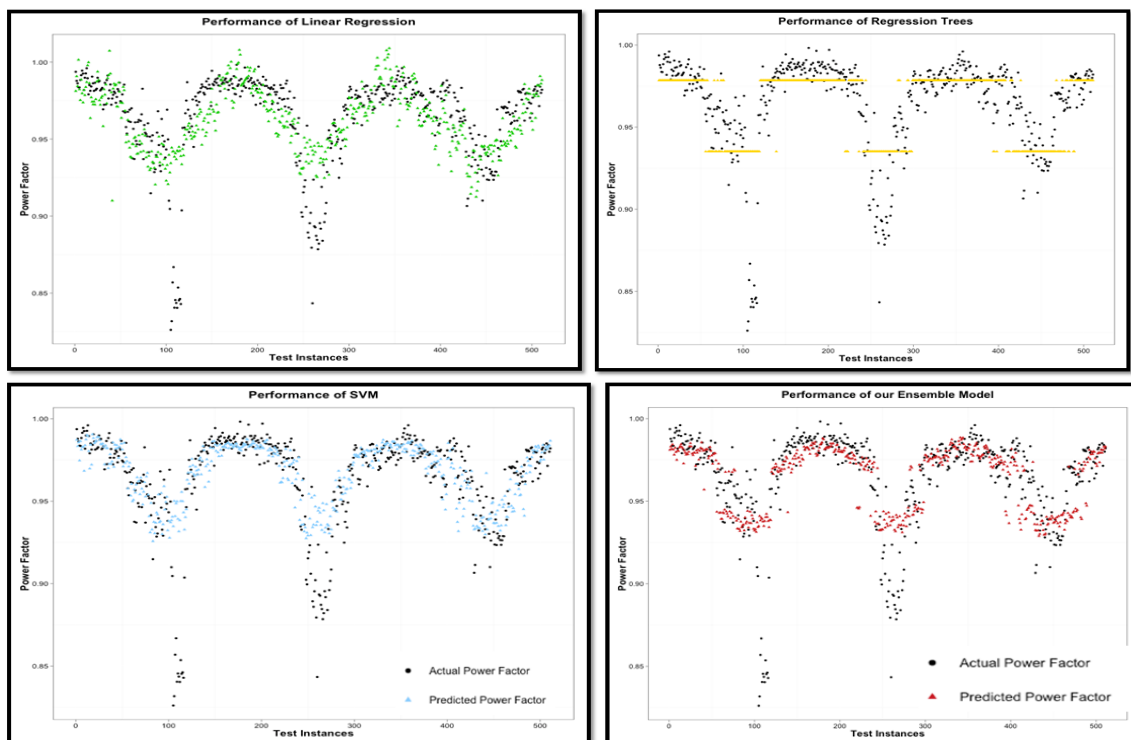 Performance of Linear Regression
1.00
0.95
0.90
0.85
Power Factor
0
100
200
300
400
500
Test Instances
Performance of Regression Trees
1.00
0.95
0.90
0.85
Power Factor
0
100
200
300
400
500
Test Instances
Performance of SVM
1.00
0.95
0.90
0.85
Power Factor
Actual Power Factor
Predicted Power Factor
0
100
200
300
400
500
Test Instances
Performance of our Ensemble Model
1.00
0.95
0.90
0.85
Power Factor
Actual Power Factor
Predicted Power Factor
0
100
200
300
400
500
Test Instances